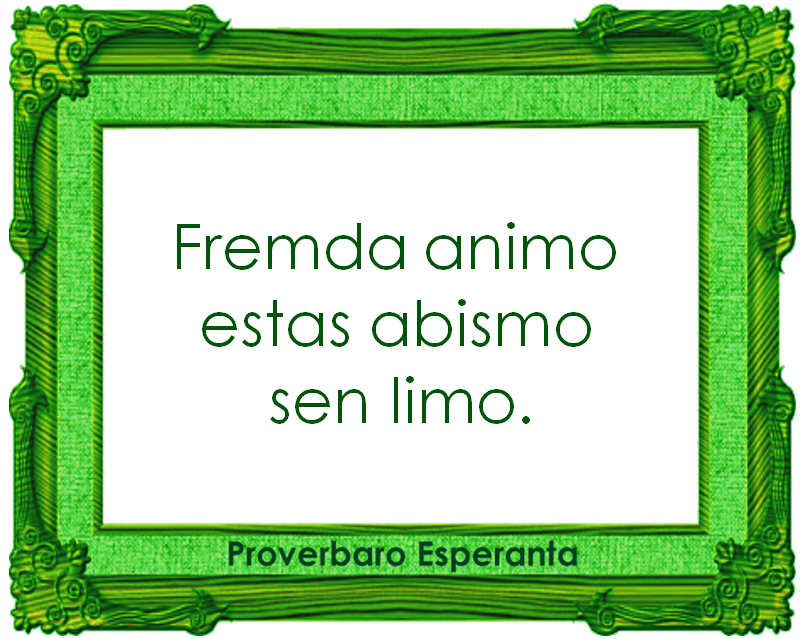 Fremda animo
estas abismo
sen limo.
Proverbaro Esperanta